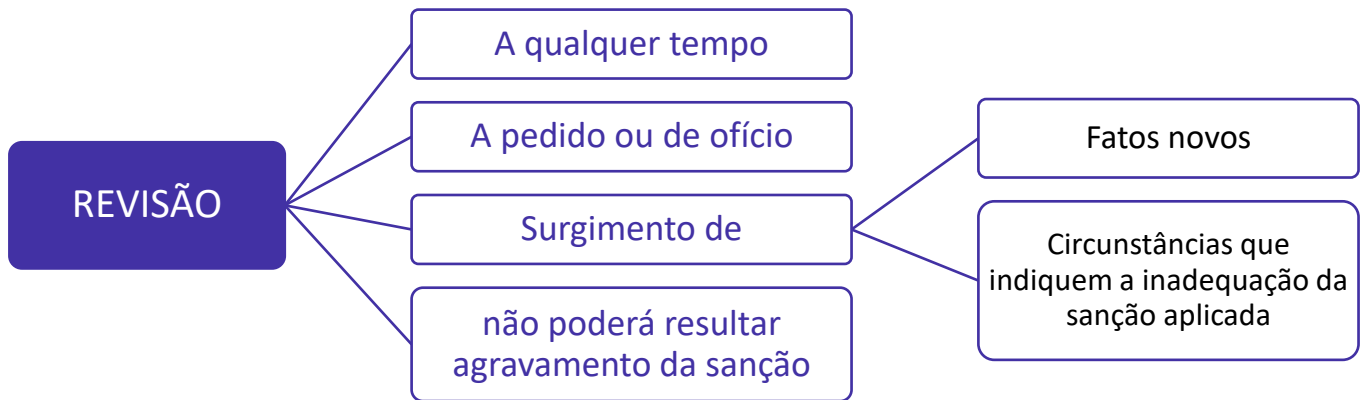 REVISÃO
A qualquer tempo
A pedido ou de ofício
Surgimento de
não poderá resultar
agravamento da sanção
Fatos novos
Circunstâncias que
indiquem a inadequação da
sanção aplicada